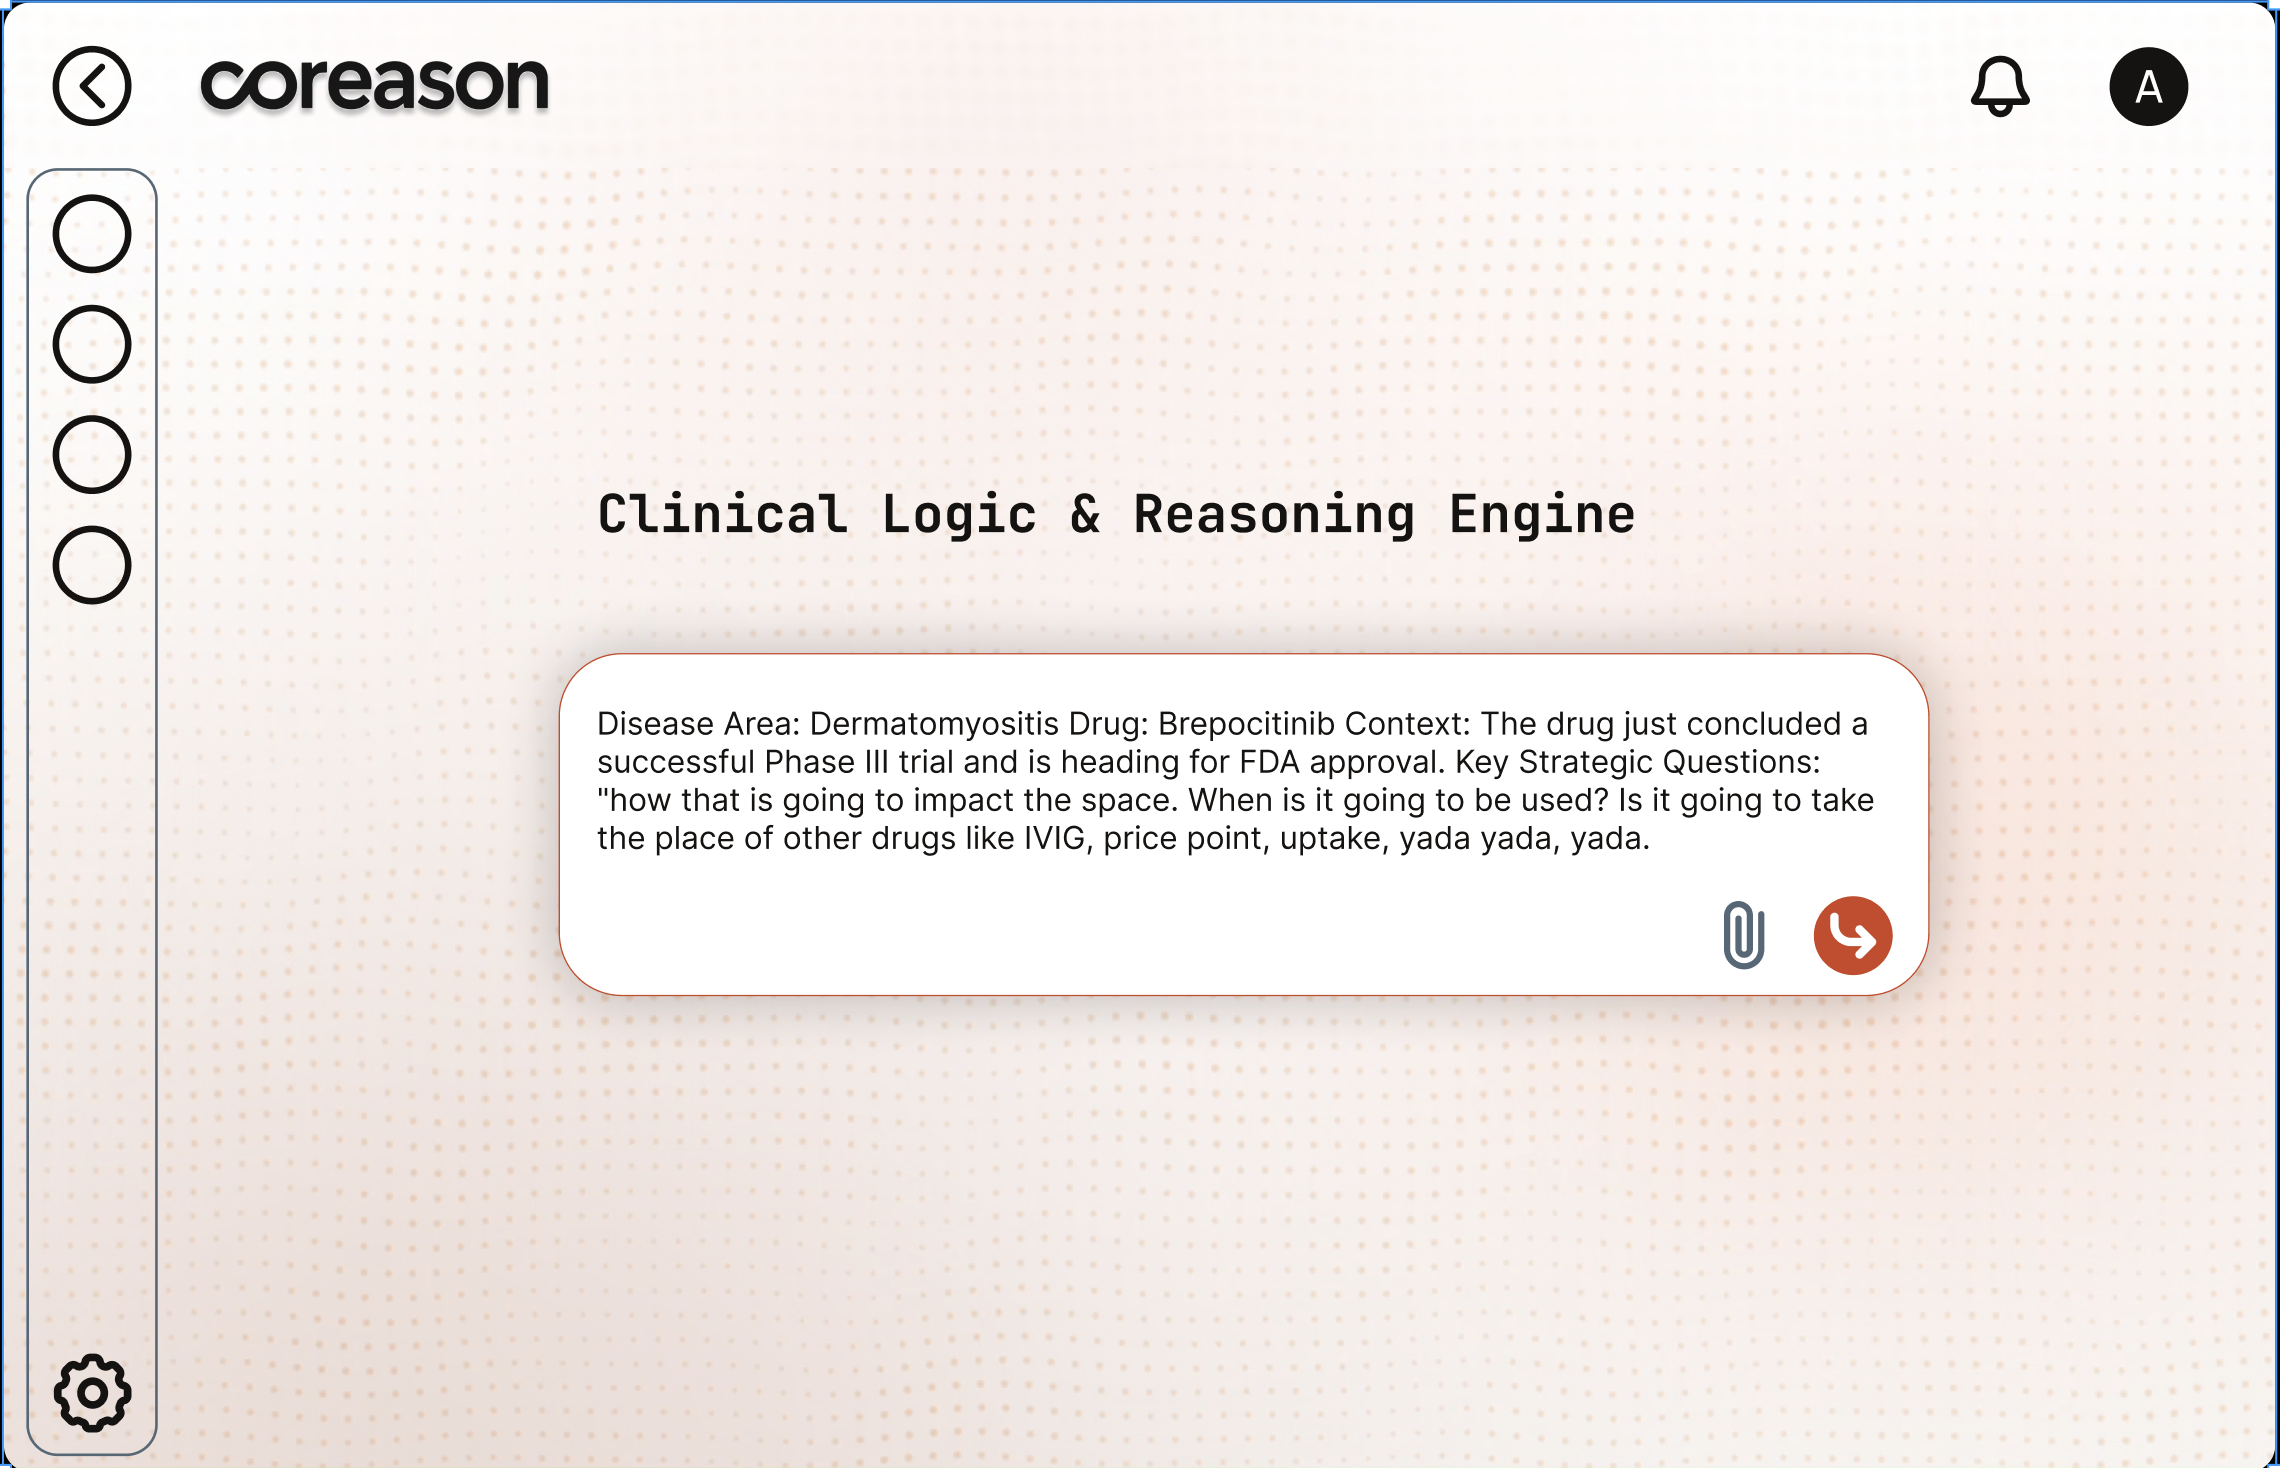 coreason
A
Clinical Logic & Reasoning Engine
Disease Area: Dermatomyositis Drug: Brepocitinib Context: The drug just concluded a
successful Phase III trial and is heading for FDA approval. Key Strategic Questions:
"how that is going to impact the space. When is it going to be used? Is it going to take
the place of other drugs like IVIG, price point, uptake, yada yada, yada.